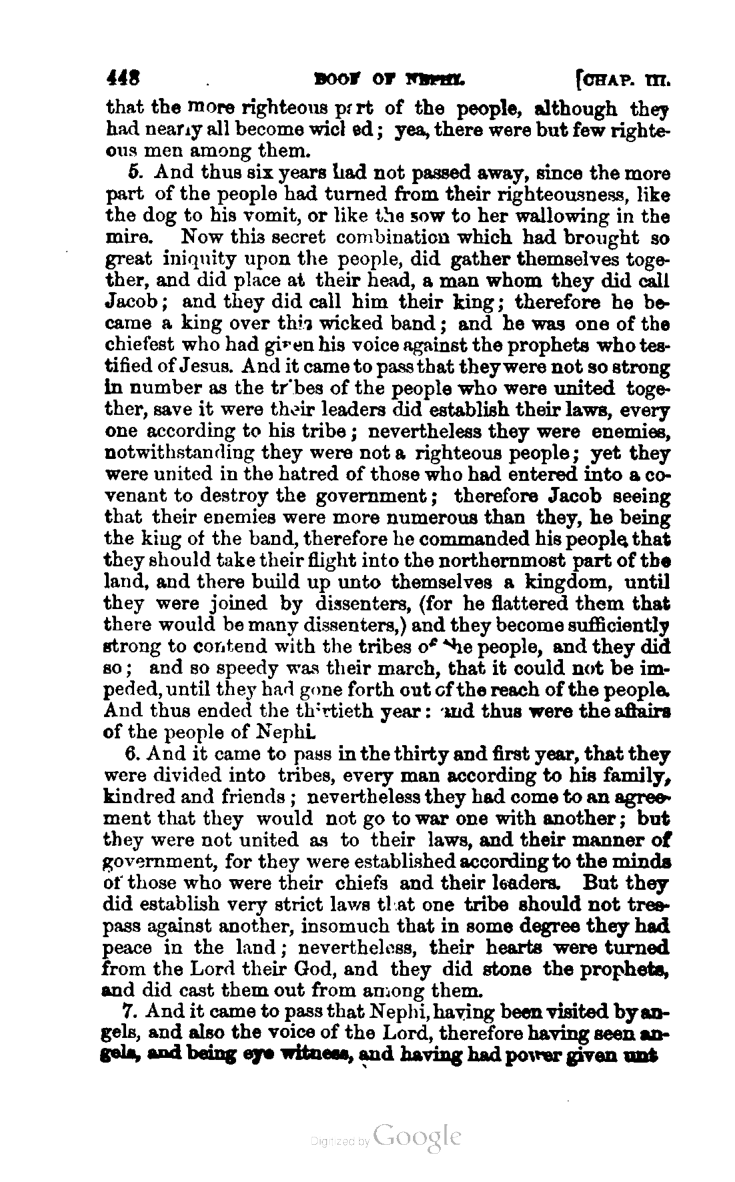 448 BOOK OF NEPHI. [CHAP. III.
that the more righteous part of the people, although they
had nearly all become wicked; yea, there were but few righte-
ous men among them.
5. And thus six years had not passed away, since the more
part of the people had turned from their righteousness, like
the dog to his vomit, or like the sow to her wallowing in the
mire. Now this secret combination which had brought so
great iniquity upon the people, did gather themselves toge-
ther, and did place at their head, a man whom they did call
Jacob; and they did call him their king; therefore he be-
came a king over this wicked band; and he was one of the
chiefest who had given his voice against the prophets who tes-
tified of Jesus. And it came to pass that they were not so strong
in number as the tribes of the people who were united toge-
ther, save it were their leaders did establish their laws, every
one according to his tribe; nevertheless they were enemies,
notwithstanding they were not a righteous people; yet they
were united in the hatred of those who had entered into a co-
venant to destroy the government; therefore Jacob seeing
that their enemies were more numerous than they, he being
the king of the band, therefore he commanded his people, that
they should take their flight into the northernmost part of the
land, and there build up unto themselves a kingdom, until
they were joined by dissenters, (for he flattered them that
there would be many dissenters,) and they become sufficiently
strong to contend with the tribes of the people, and they did
so; and so speedy was their march, that it could not be im-
peded, until they had gone forth out of the reach of the people.
And thus ended the thirtieth year: and thus were the affairs
of the people of Nephi.
6. And it came to pass in the thirty and first year, that they
were divided into tribes, every man according to his family,
kindred and friends; nevertheless they had come to an agree-
ment that they would not go to war one with another; but
they were not united as to their laws, and their manner of
government, for they were established according to the minds
of those who were their chiefs and their leaders. But they
did establish very strict laws that one tribe should not tres-
pass against another, insomuch that in some degree they had
peace in the land; nevertheless, their hearts were turned
from the Lord their God, and they did stone the prophets,
and did cast them out from among them.
7. And it came to pass that Nephi, having been visited by an-
gels, and also the voice of the Lord, therefore having seen an-
gels, and being eye witness, and having had power given unt
Digitized by Google